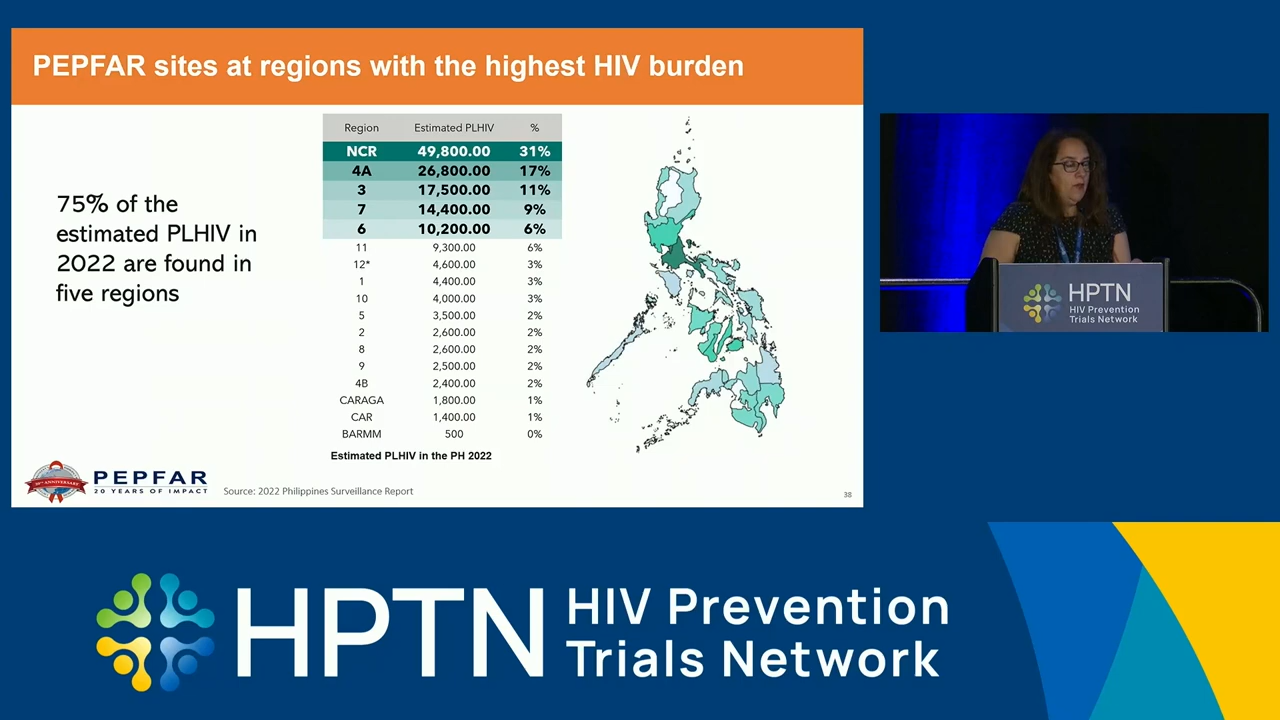 PEPFAR sites at regions with the highest HIV burden
75% of the
estimated PLHIV in
2022 are found in
five regions
Region Estimated PLHIV %
NCR 49,800.00 31%
4A 26,800.00 17%
3 17,500.00 11%
7 14,400.00 9%
6 10,200.00 6%
11 9,300.00 6%
12* 4,600.00 3%
1 4,400.00 3%
10 4,000.00 3%
5 3,500.00 2%
2 2,600.00 2%
8 2,600.00 2%
9 2,500.00 2%
4B 2,400.00 2%
CARAGA 1,800.00 1%
CAR 1,400.00 1%
BARMM 500 0%
Estimated PLHIV in the PH 2022
ANNIVERSARY
PEPFAR
20 YEARS OF IMPACT
Source: 2022 Philippines Surveillance Report
38
HPTN
HIV Prevention
Trials Network
HPTN
HIV Prevention
Trials Network